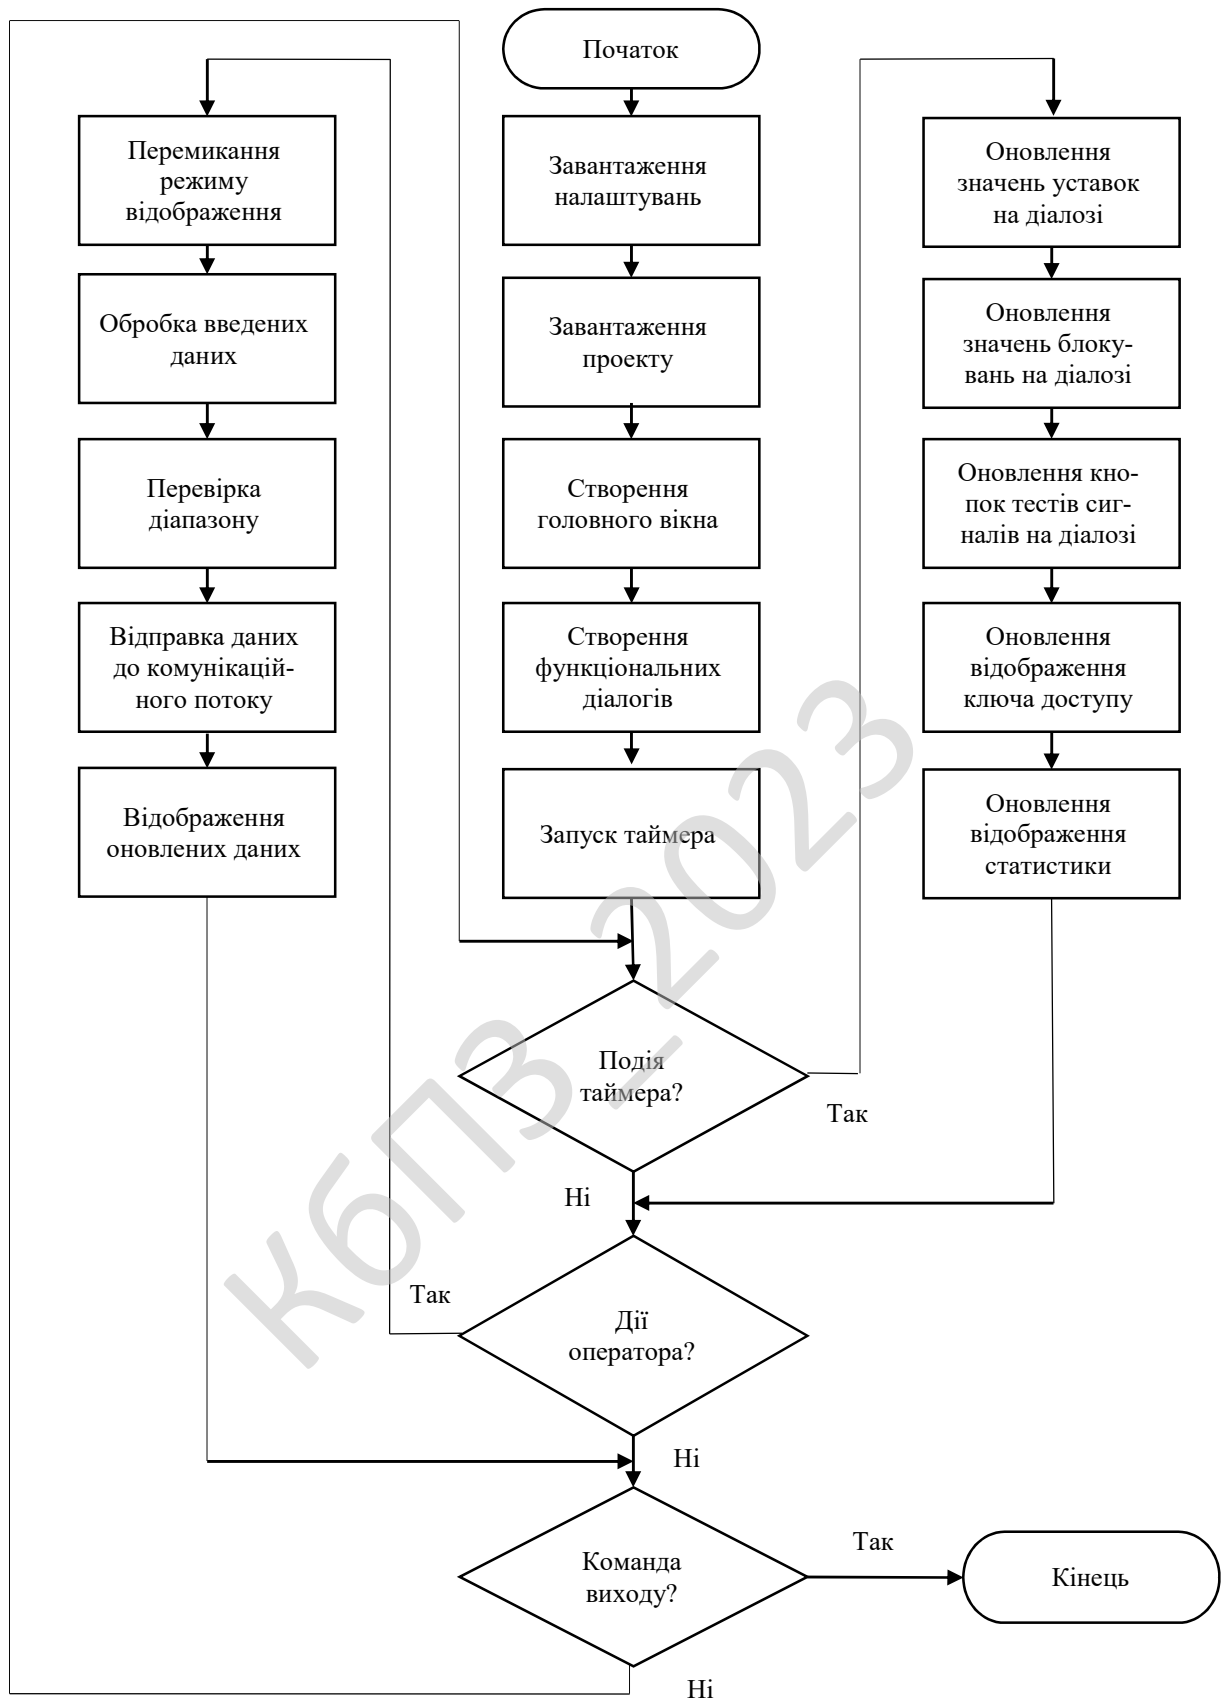 Початок
Перемикання
режиму
відображення
Обробка введених
даних
Перевірка
діапазону
Відправка даних
до комунікацій-
ного потоку
Відображення
оновлених даних
Завантаження
налаштувань
Завантаження
проекту
Створення
головного вікна
Створення
функціональних
діалогів
Запуск таймера
Оновлення
значень уставок
на діалозі
Оновлення
значень блоку-
вань на діалозі
Оновлення кно-
пок тестів сиг-
налів на діалозі
Оновлення
відображення
ключа доступу
Оновлення
відображення
статистики
Подія
таймера?
Так
Ні
Так
Дії
оператора?
Ні
Команда
виходу?
Так
Кінець
Ні
КбПЗ_2023